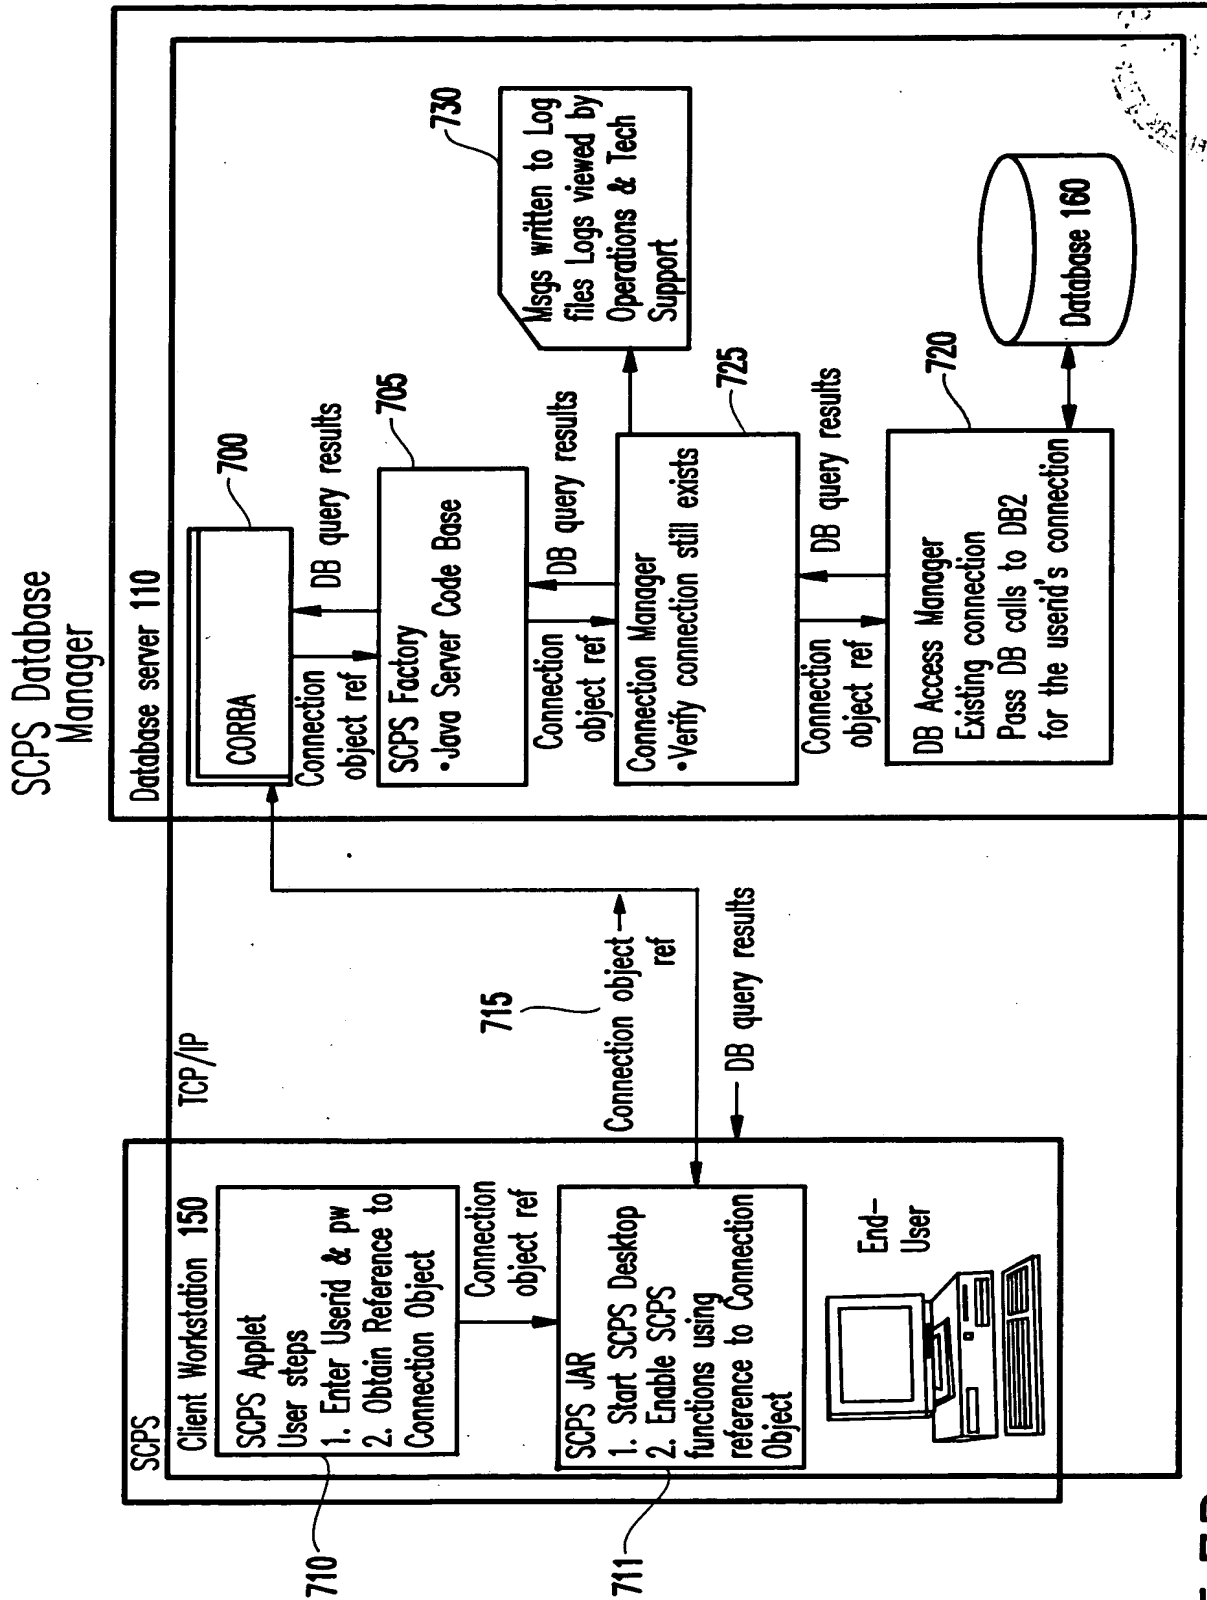 SCPS Database
Manager
SCPS
Client Workstation 150
TCP/IP
Database server 110
710
SCPS Applet
User steps
1. Enter Userid & pw
2. Obtain Reference to
Connection Object
Connection
object ref
711
SCPS JAR
1. Start SCPS Desktop
2. Enable SCPS
functions using
reference to Connection
Object
End-
User
715
Connection object
ref
DB query results
CORBA
700
Connection
object ref
DB query results
SCPS Factory
•Java Server Code Base
705
Connection
object ref
DB query results
Connection Manager
•Verify connection still exists
725
Msgs written to Log
files Logs viewed by
Operations & Tech
Support
730
Connection
object ref
DB query results
DB Access Manager
Existing connection
Pass DB calls to DB2
for the userid's connection
720
Database 160